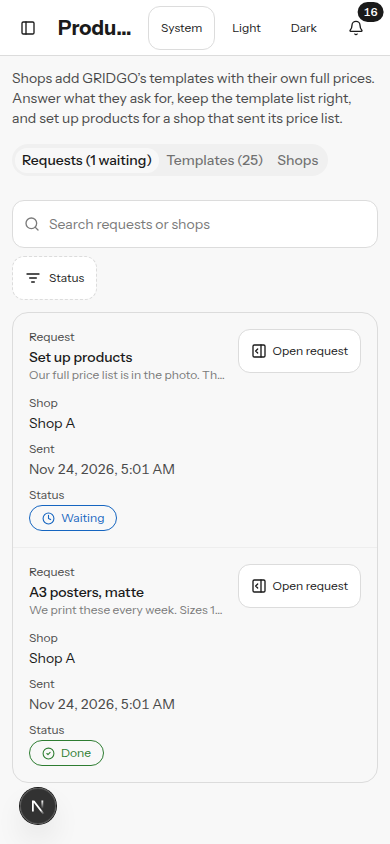 Produ...
System
Light
Dark
16
Shops add GRIDGO's templates with their own full prices.
Answer what they ask for, keep the template list right,
and set up products for a shop that sent its price list.
Requests (1 waiting)
Templates (25)
Shops
Search requests or shops
Status
Request
Set up products
Our full price list is in the photo. Th...
Open request
Shop
Shop A
Sent
Nov 24, 2026, 5:01 AM
Status
Waiting
Request
A3 posters, matte
We print these every week. Sizes 1...
Open request
Shop
Shop A
Sent
Nov 24, 2026, 5:01 AM
Status
Done
N